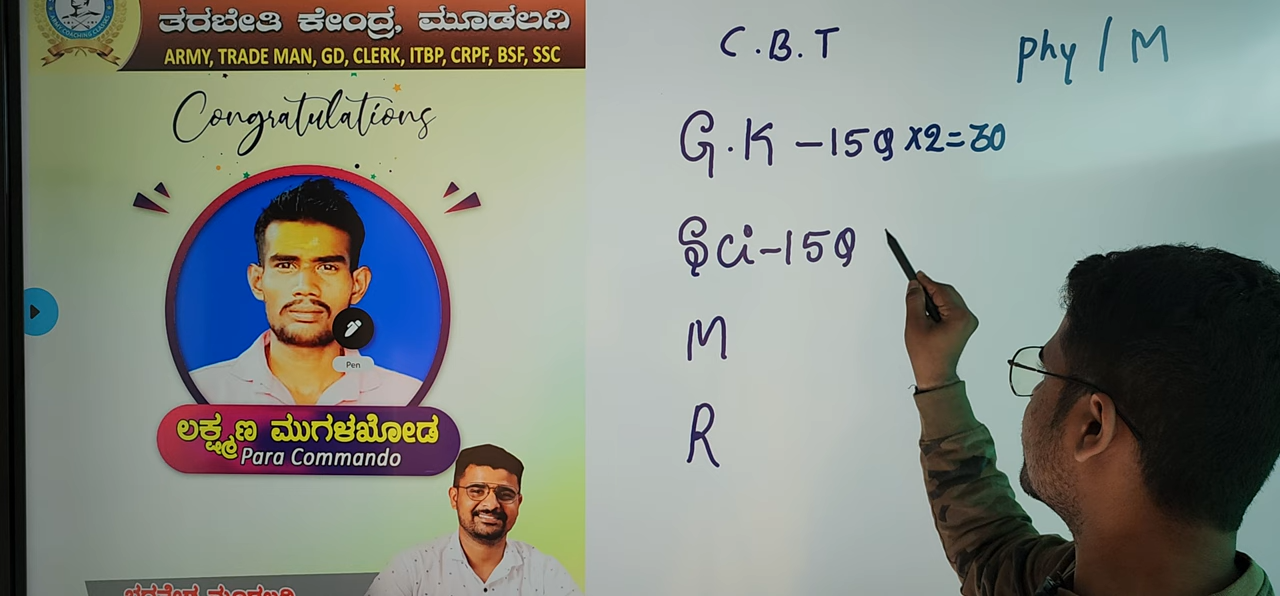 ತರಬೇತಿ ಕೇಂದ್ರ, ಮೂಡಲಗಿ
ARMY, TRADE MAN, GD, CLERK, ITBP, CRPF, BSF, SSC
Congratulations
Pen
ಲಕ್ಷ್ಮಣ ಮುಗಳಖೋಡ
Para Commando
C.B.T
phy / M
G.K – 15Q x2=30
Sci – 15Q
M
R